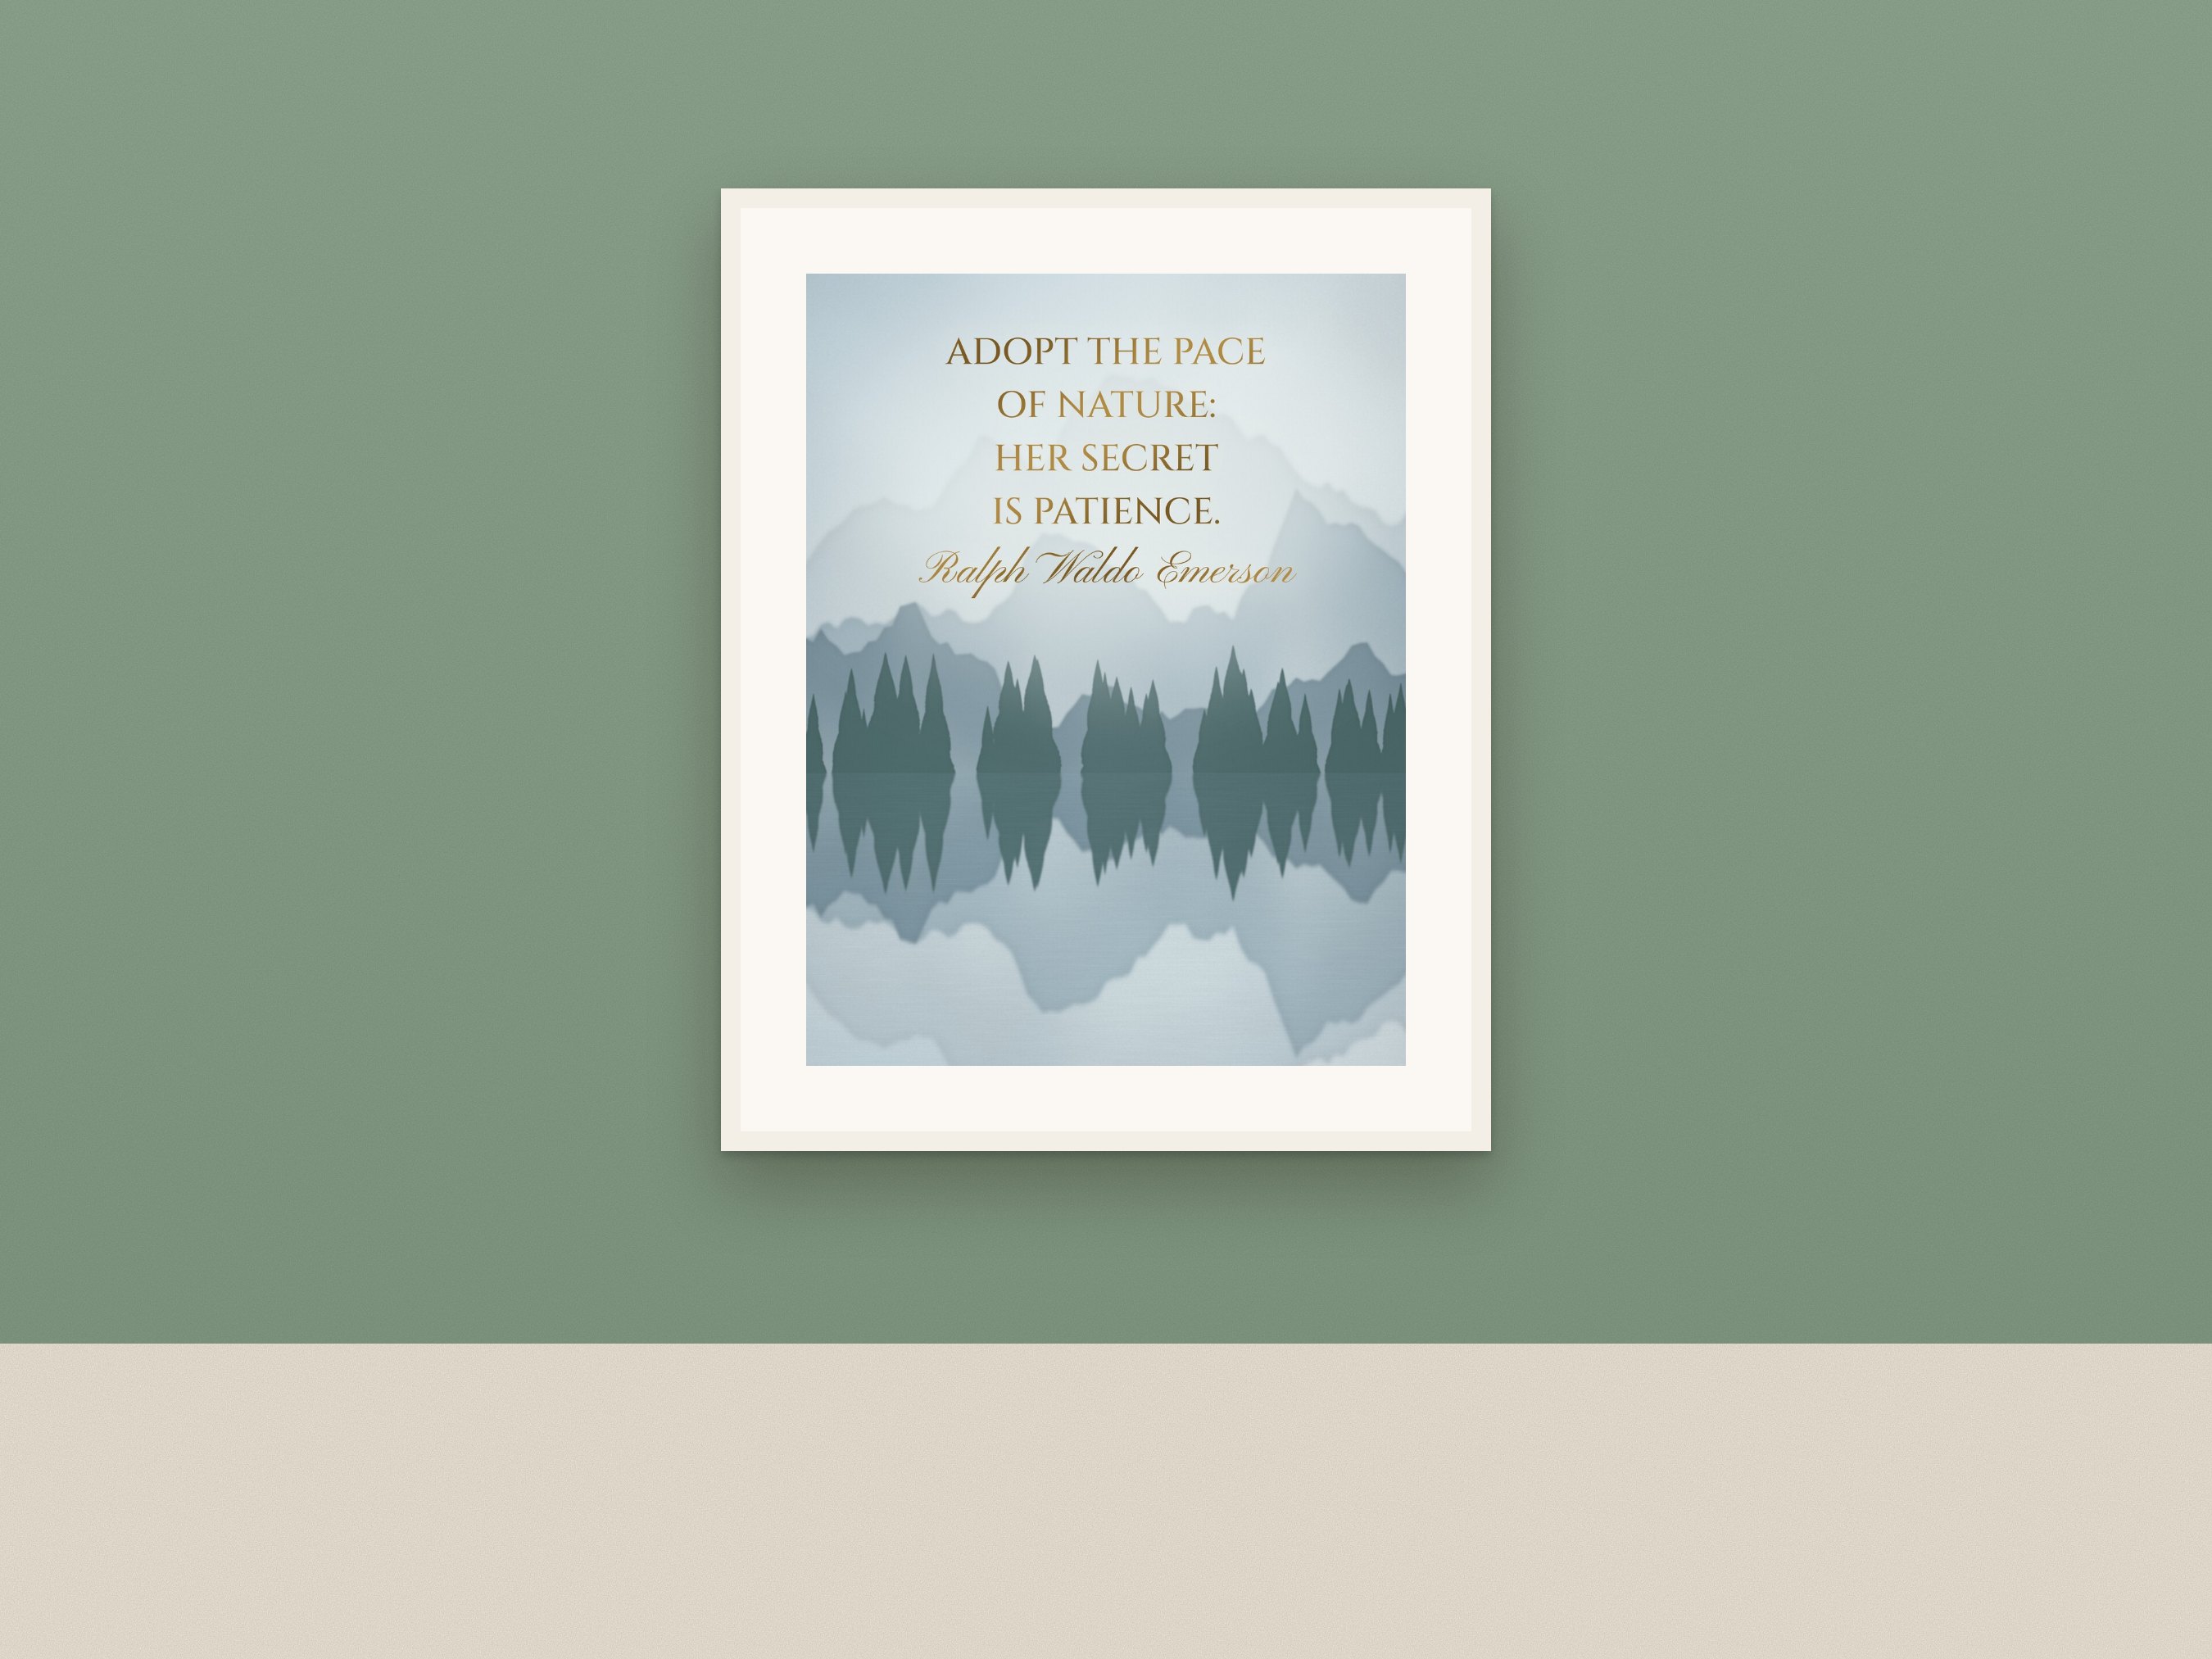 ADOPT THE PACE
OF NATURE:
HER SECRET
IS PATIENCE.
Ralph Waldo Emerson